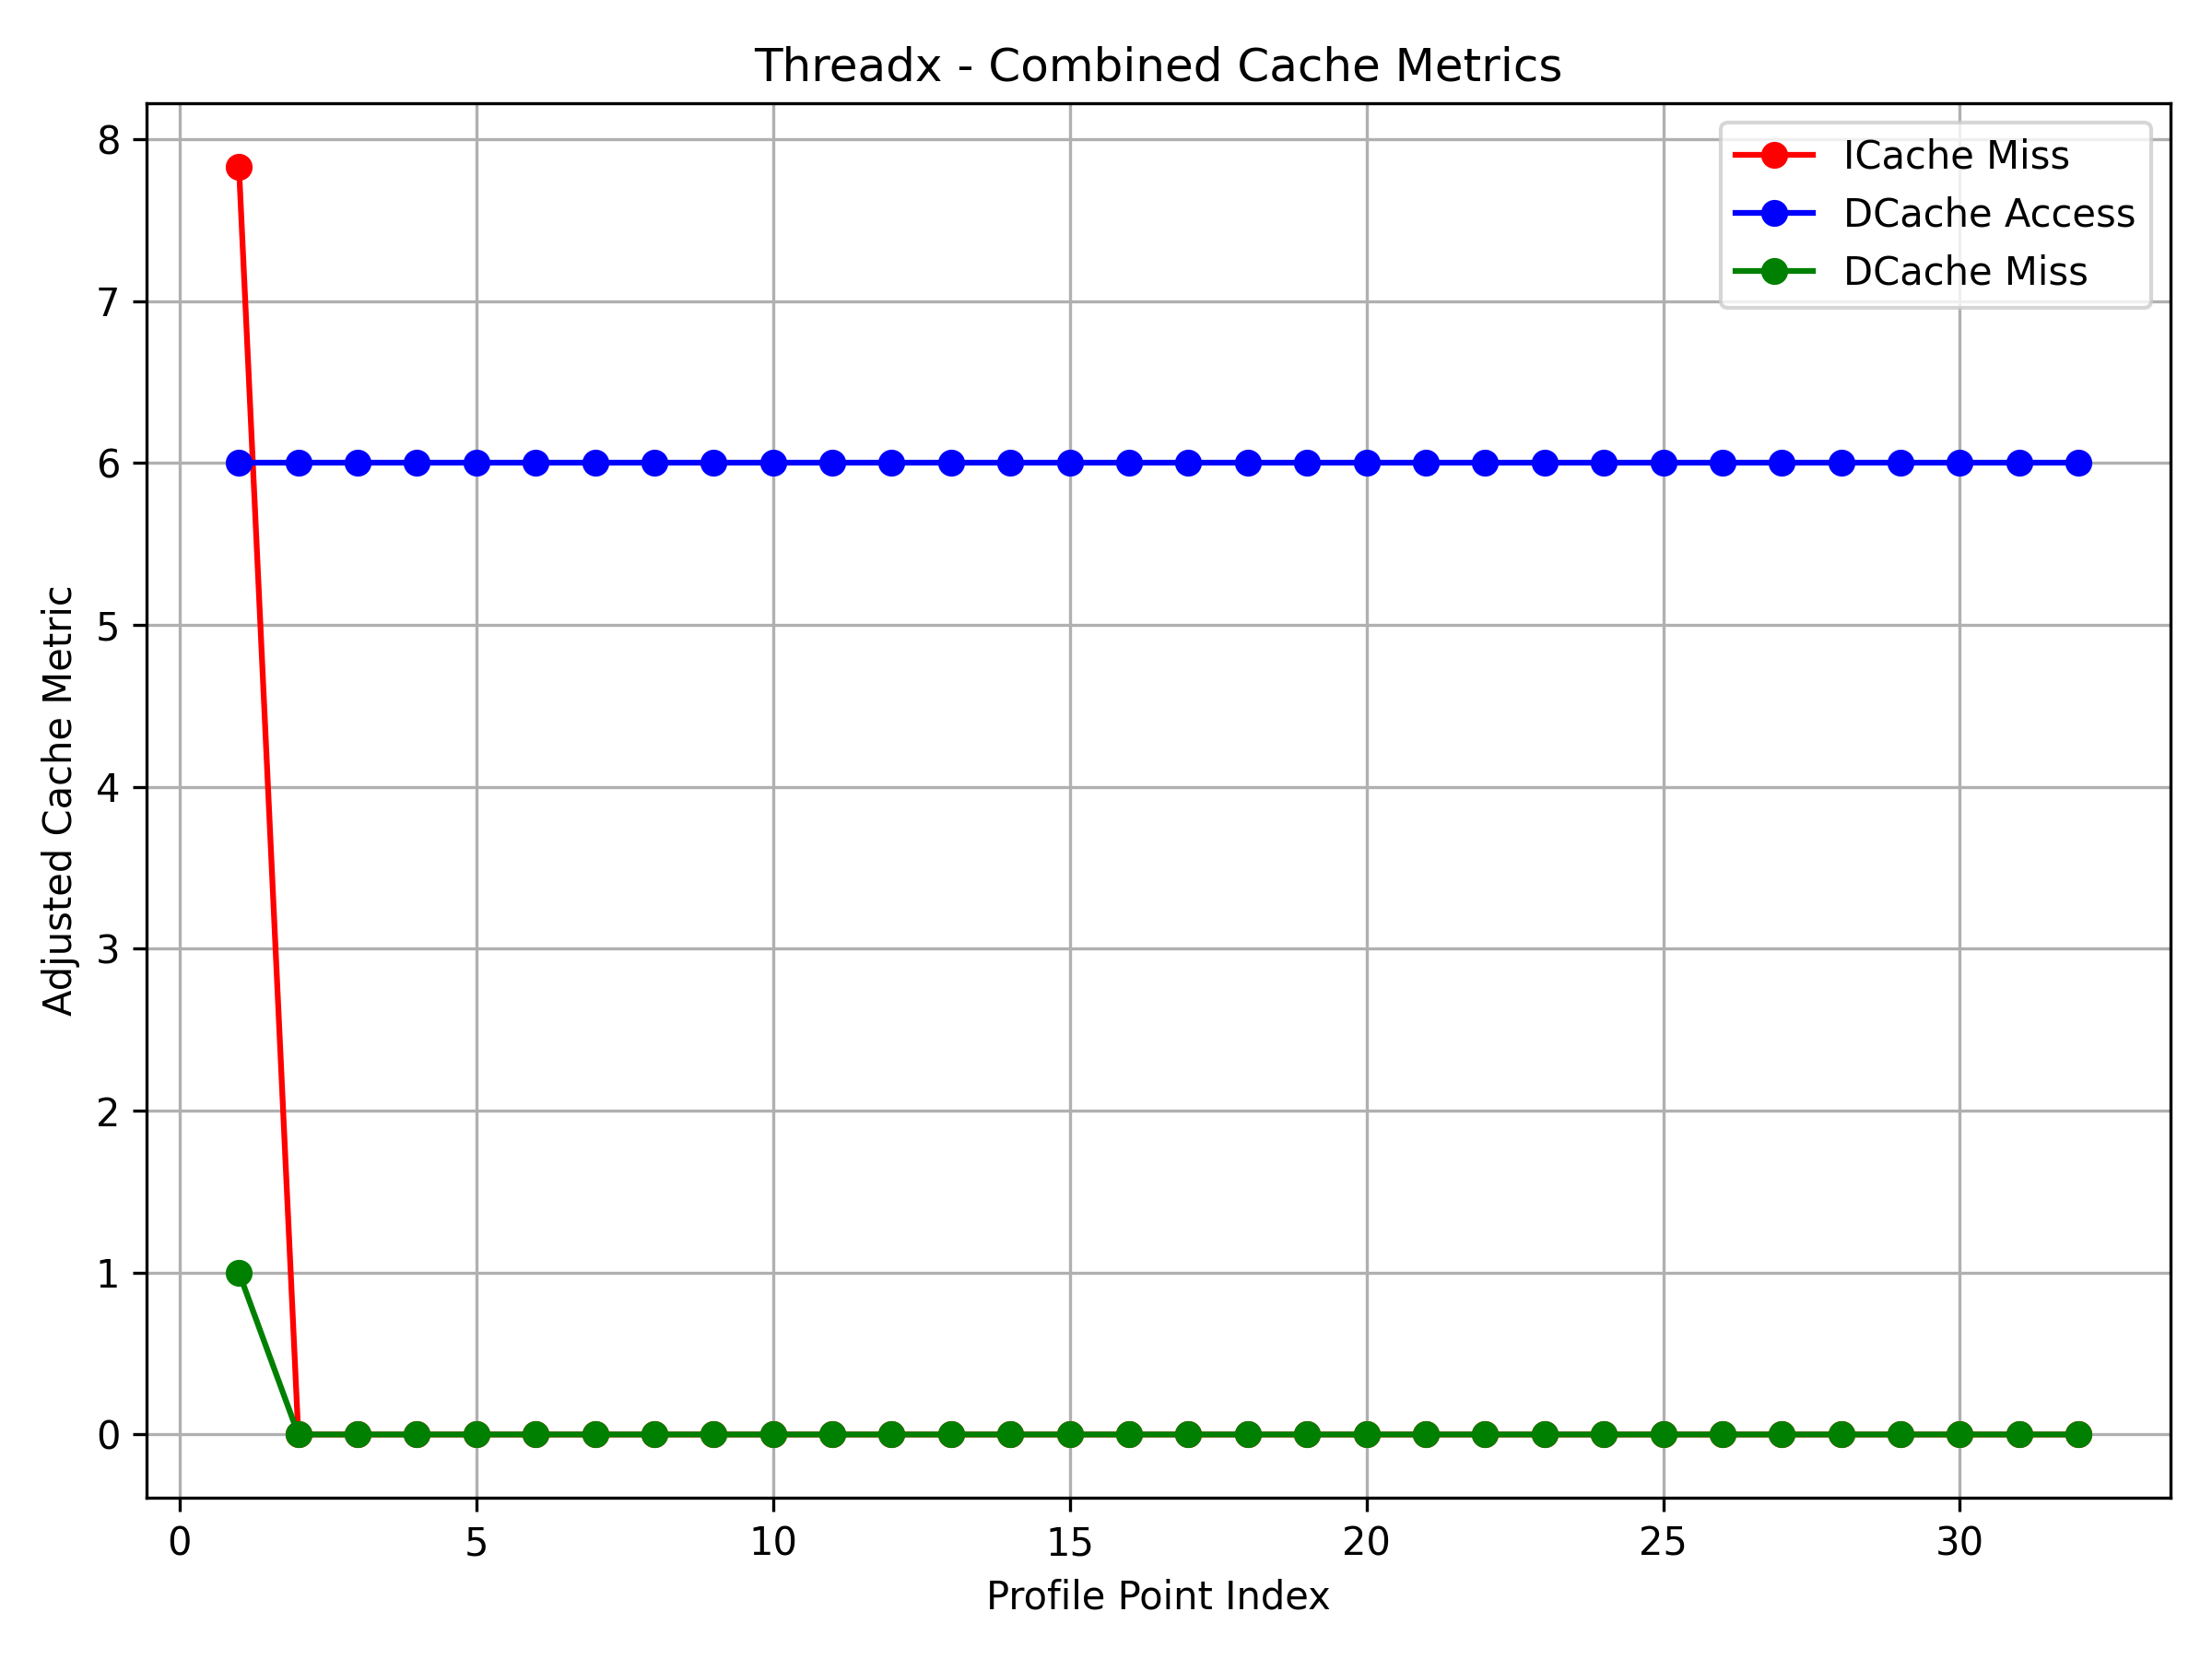 Threadx - Combined Cache Metrics
ICache Miss
DCache Access
DCache Miss
Adjusted Cache Metric
8
7
6
5
4
3
2
1
0
0 5 10 15 20 25 30
Profile Point Index